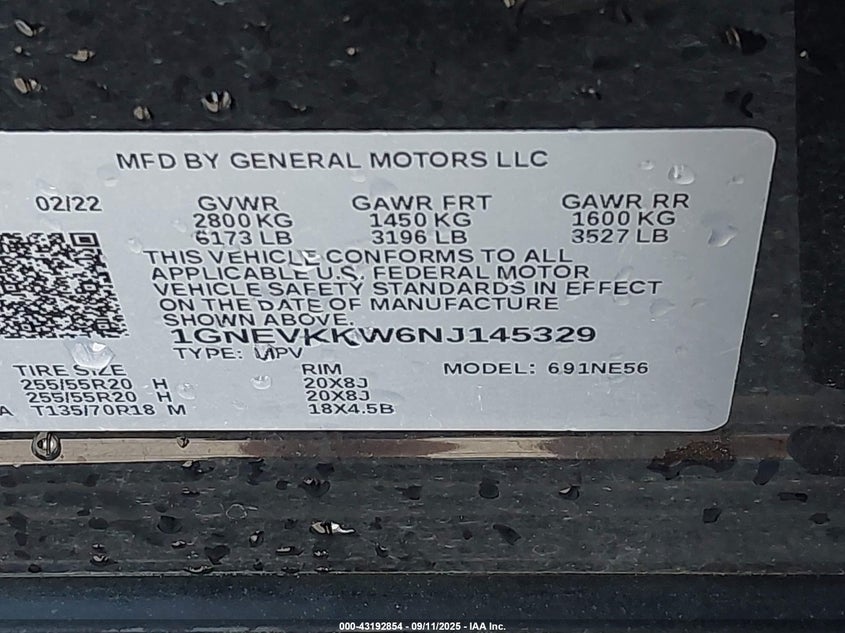 MFD BY GENERAL MOTORS LLC
02/22 GVWR GAWR FRT GAWR RR
2800 KG 1450 KG 1600 KG
6173 LB 3196 LB 3527 LB
THIS VEHICLE CONFORMS TO ALL
APPLICABLE U.S. FEDERAL MOTOR
VEHICLE SAFETY STANDARDS IN EFFECT
ON THE DATE OF MANUFACTURE
SHOWN ABOVE.
1GNEVKKW6NJ145329
TYPE: MPV
TIRE SIZE RIM MODEL: 691NE56
255/55R20 H 20X8J
255/55R20 H 20X8J
A T135/70R18 M 18X4.5B
000-43192854 - 09/11/2025 - IAA Inc.